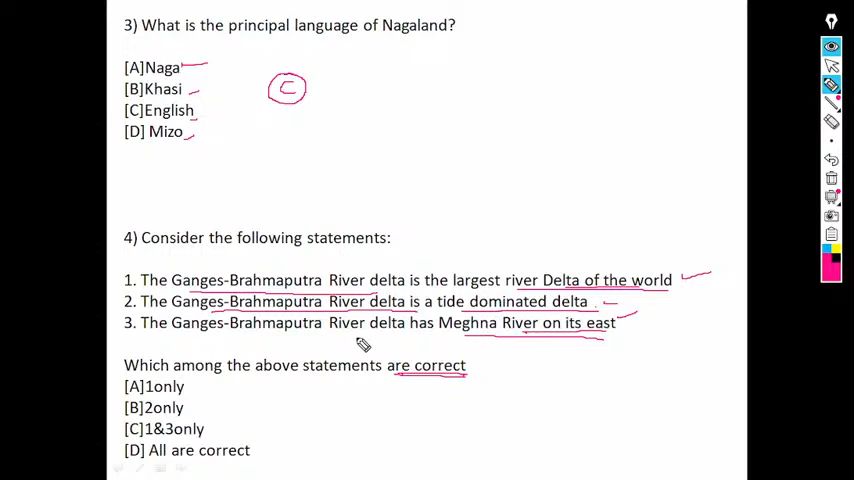 3) What is the principal language of Nagaland?
[A]Naga
[B]Khasi
[C]English
[D] Mizo
C
4) Consider the following statements:
1. The Ganges-Brahmaputra River delta is the largest river Delta of the world
2. The Ganges-Brahmaputra River delta is a tide dominated delta .
3. The Ganges-Brahmaputra River delta has Meghna River on its east
Which among the above statements are correct
[A]1only
[B]2only
[C]1&3only
[D] All are correct